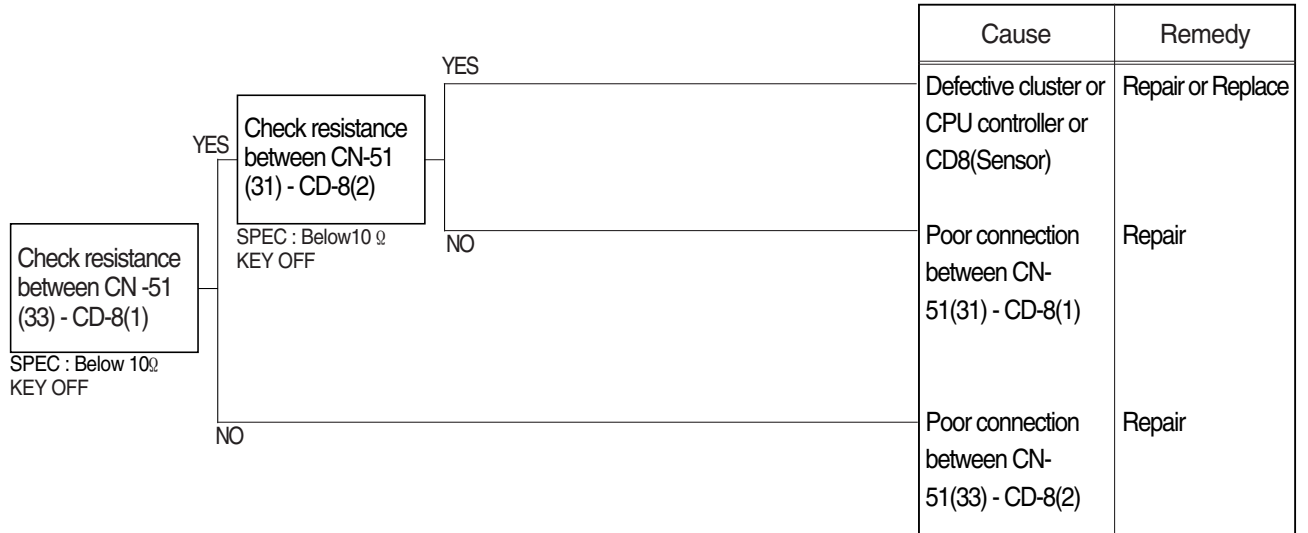 Cause
Remedy
YES
Defective cluster or
CPU controller or
CD8(Sensor)
Repair or Replace
YES
Check resistance
between CN-51
(31) - CD-8(2)
SPEC : Below10 Ω
KEY OFF
NO
Poor connection
between CN-
51(31) - CD-8(1)
Repair
Check resistance
between CN -51
(33) - CD-8(1)
SPEC : Below 10Ω
KEY OFF
NO
Poor connection
between CN-
51(33) - CD-8(2)
Repair